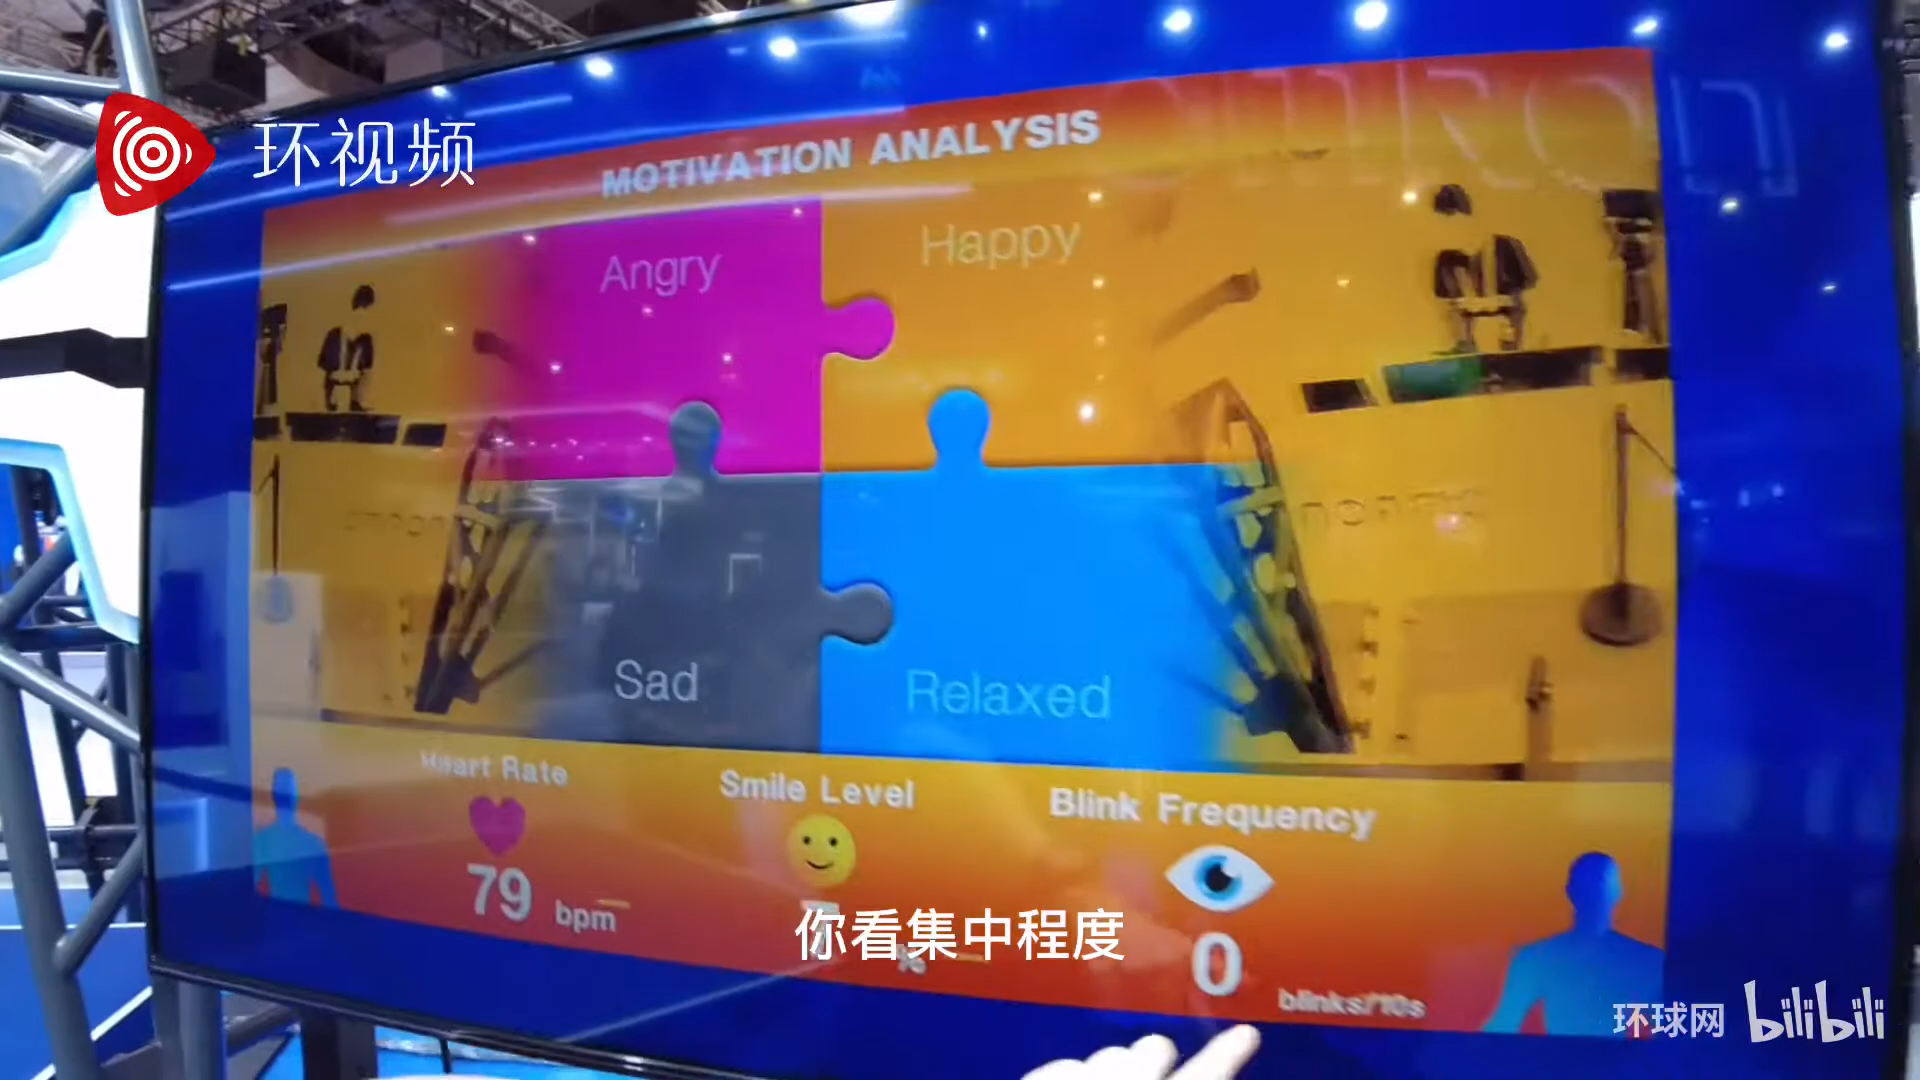 环视频
MOTIVATION ANALYSIS
Angry
Happy
omron
Sad
Relaxed
Heart Rate
Smile Level
Blink Frequency
79 bpm
%
0 blinks/10s
你看集中程度
环球网 bilibili